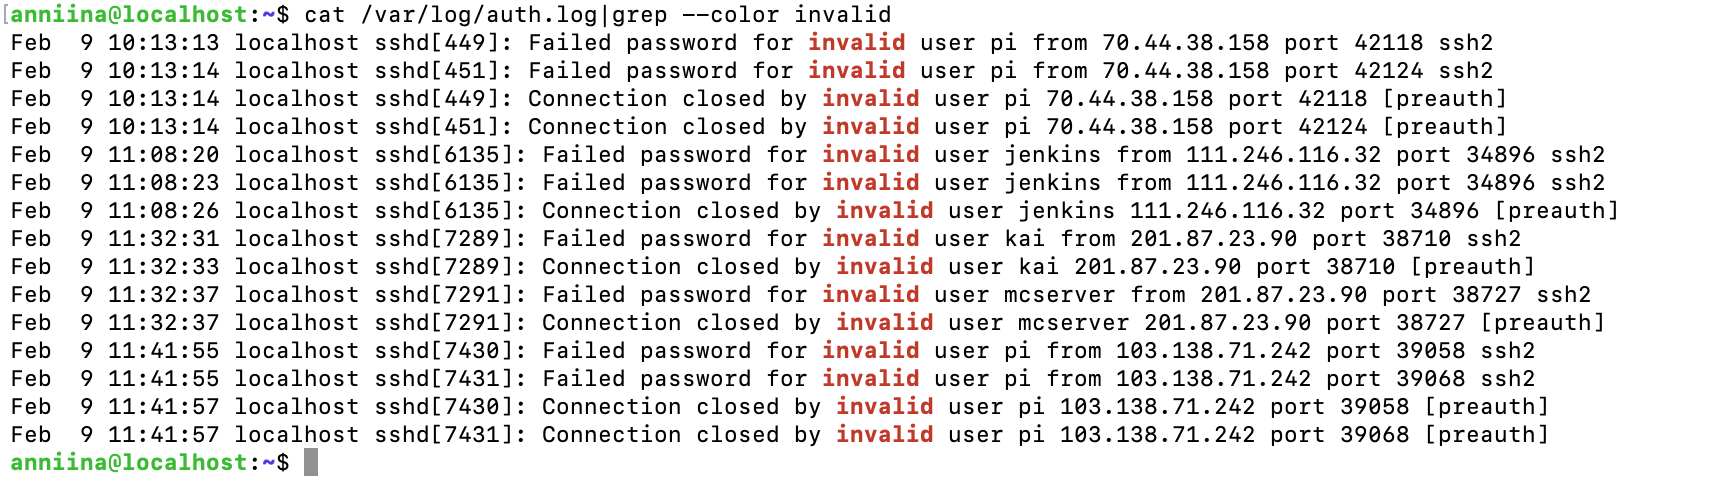 [anniina@localhost:~$ cat /var/log/auth.log|grep --color invalid
Feb  9 10:13:13 localhost sshd[449]: Failed password for invalid user pi from 70.44.38.158 port 42118 ssh2
Feb  9 10:13:14 localhost sshd[451]: Failed password for invalid user pi from 70.44.38.158 port 42124 ssh2
Feb  9 10:13:14 localhost sshd[449]: Connection closed by invalid user pi 70.44.38.158 port 42118 [preauth]
Feb  9 10:13:14 localhost sshd[451]: Connection closed by invalid user pi 70.44.38.158 port 42124 [preauth]
Feb  9 11:08:20 localhost sshd[6135]: Failed password for invalid user jenkins from 111.246.116.32 port 34896 ssh2
Feb  9 11:08:23 localhost sshd[6135]: Failed password for invalid user jenkins from 111.246.116.32 port 34896 ssh2
Feb  9 11:08:26 localhost sshd[6135]: Connection closed by invalid user jenkins 111.246.116.32 port 34896 [preauth]
Feb  9 11:32:31 localhost sshd[7289]: Failed password for invalid user kai from 201.87.23.90 port 38710 ssh2
Feb  9 11:32:33 localhost sshd[7289]: Connection closed by invalid user kai 201.87.23.90 port 38710 [preauth]
Feb  9 11:32:37 localhost sshd[7291]: Failed password for invalid user mcserver from 201.87.23.90 port 38727 ssh2
Feb  9 11:32:37 localhost sshd[7291]: Connection closed by invalid user mcserver 201.87.23.90 port 38727 [preauth]
Feb  9 11:41:55 localhost sshd[7430]: Failed password for invalid user pi from 103.138.71.242 port 39058 ssh2
Feb  9 11:41:55 localhost sshd[7431]: Failed password for invalid user pi from 103.138.71.242 port 39068 ssh2
Feb  9 11:41:57 localhost sshd[7430]: Connection closed by invalid user pi 103.138.71.242 port 39058 [preauth]
Feb  9 11:41:57 localhost sshd[7431]: Connection closed by invalid user pi 103.138.71.242 port 39068 [preauth]
anniina@localhost:~$